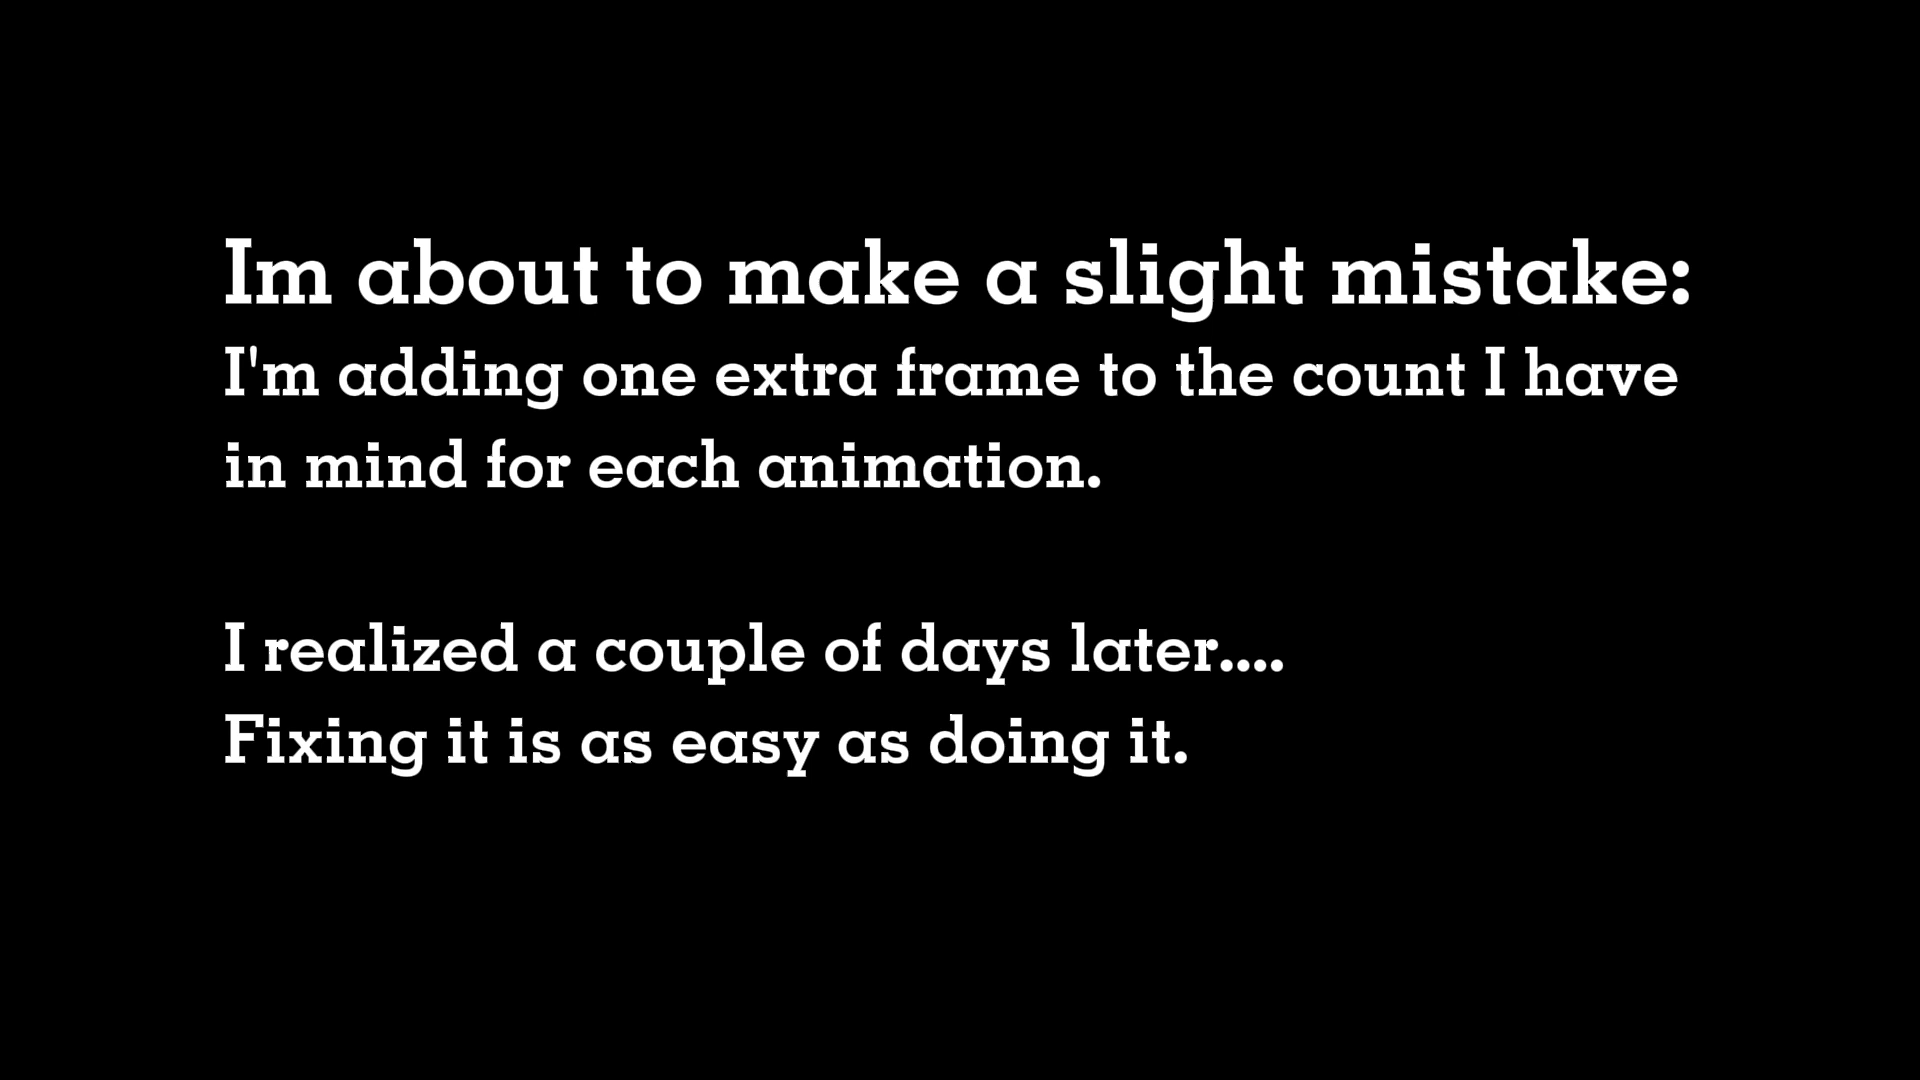 Im about to make a slight mistake:
I'm adding one extra frame to the count I have
in mind for each animation.
I realized a couple of days later....
Fixing it is as easy as doing it.